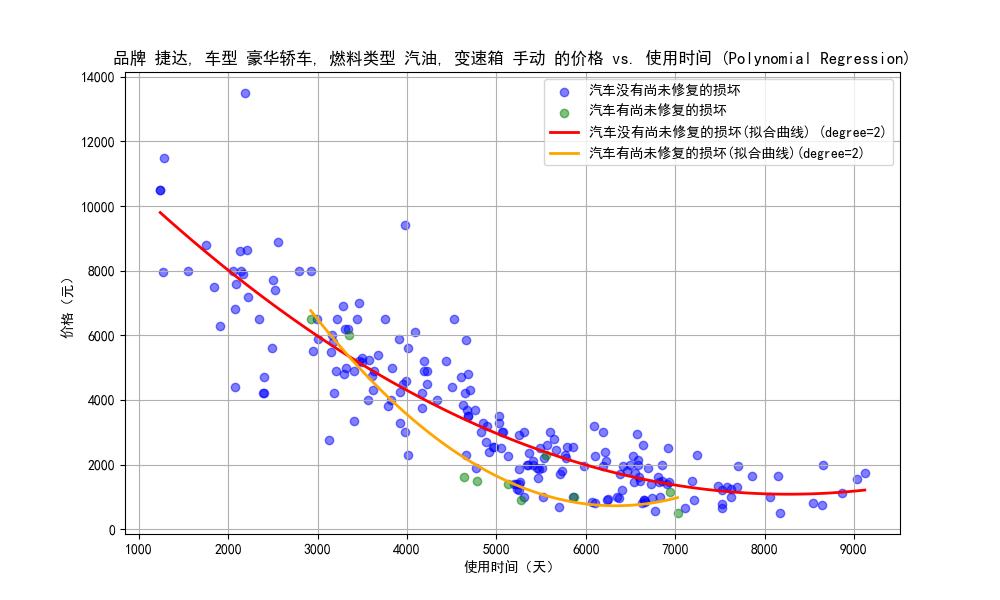 品牌 捷达, 车型 豪华轿车, 燃料类型 汽油, 变速箱 手动 的价格 vs. 使用时间 (Polynomial Regression)
汽车没有尚未修复的损坏
汽车有尚未修复的损坏
汽车没有尚未修复的损坏(拟合曲线) (degree=2)
汽车有尚未修复的损坏(拟合曲线)(degree=2)
价格（元）
14000
12000
10000
8000
6000
4000
2000
0
1000 2000 3000 4000 5000 6000 7000 8000 9000
使用时间（天）